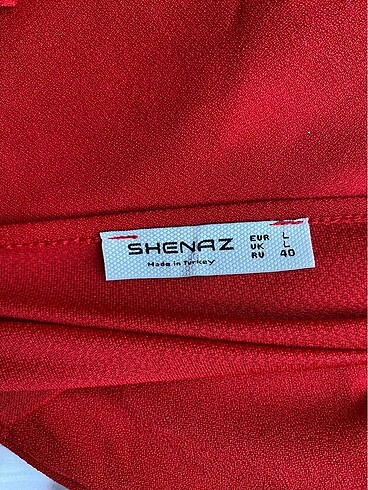 SHENAZ
Made in Turkey
EUR L
UK L
RU 40